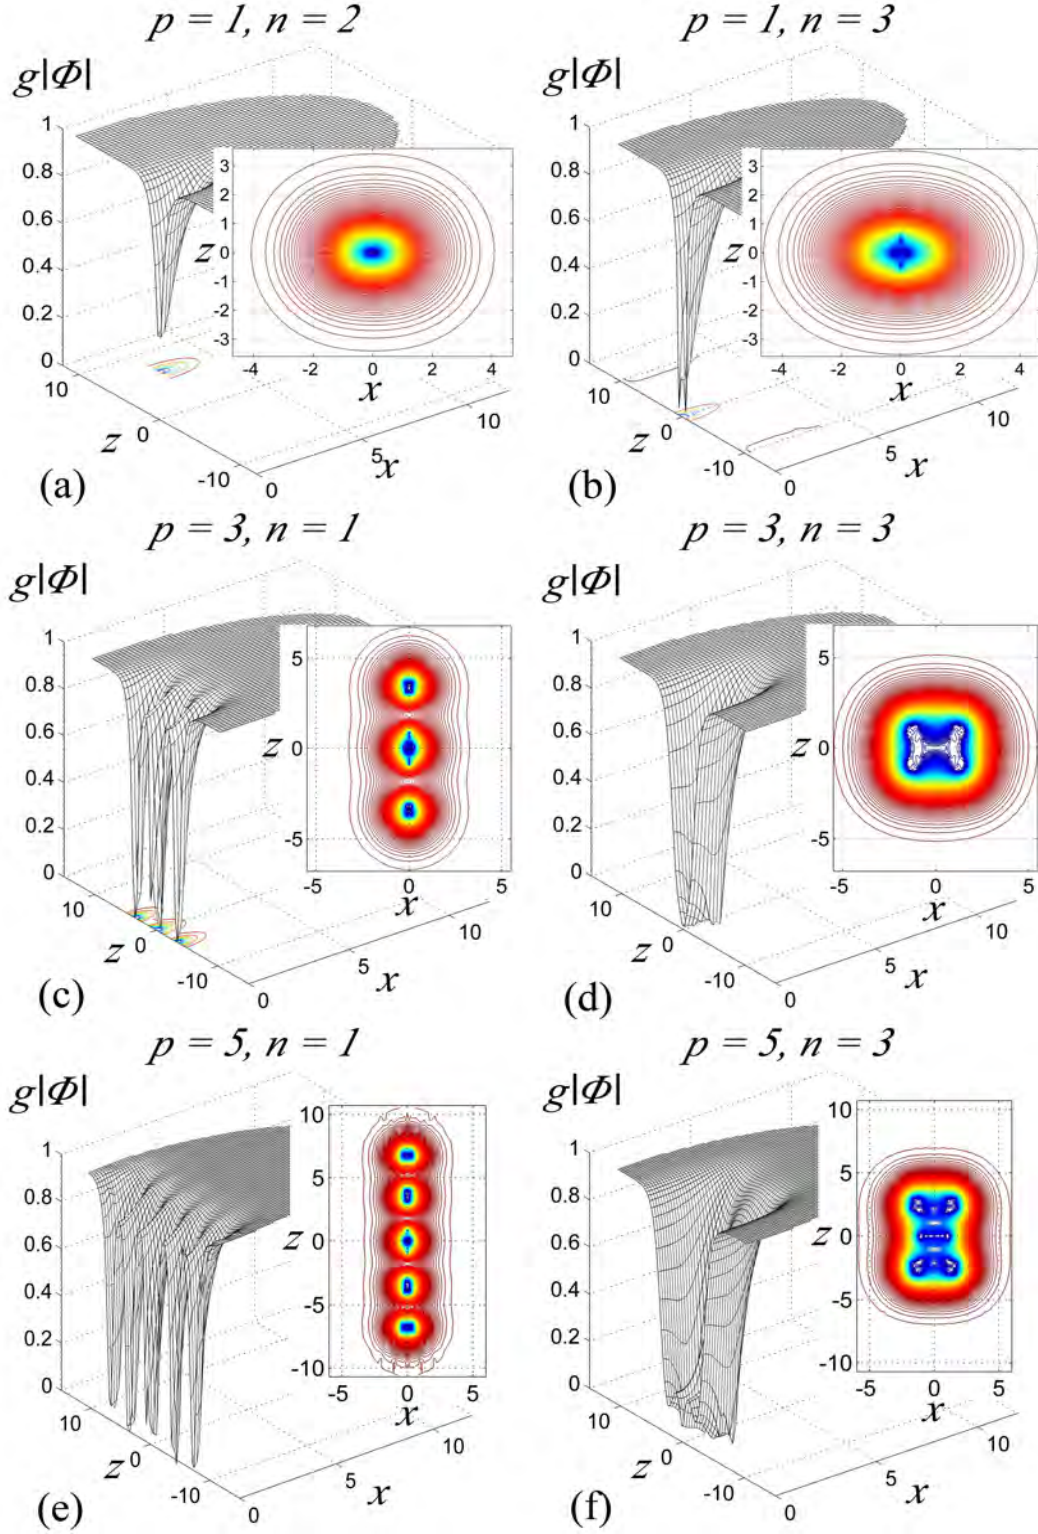 p = 1, n = 2
g|Φ|
1
0.8
0.6
0.4
0.2
0
10
0
-10
z
0
5
10
x
3
2
1
0
-1
-2
-3
z
-4
-2
0
2
4
x
(a)
p = 1, n = 3
g|Φ|
1
0.8
0.6
0.4
0.2
0
10
0
-10
z
0
5
10
x
3
2
1
0
-1
-2
-3
z
-4
-2
0
2
4
x
(b)
p = 3, n = 1
g|Φ|
1
0.8
0.6
0.4
0.2
0
10
0
-10
z
0
5
10
x
5
0
-5
z
-5
0
5
x
(c)
p = 3, n = 3
g|Φ|
1
0.8
0.6
0.4
0.2
0
10
0
-10
z
0
5
10
x
5
0
-5
z
-5
0
5
x
(d)
p = 5, n = 1
g|Φ|
1
0.8
0.6
0.4
0.2
0
10
0
-10
z
0
5
10
x
10
5
0
-5
-10
z
-5
0
5
x
(e)
p = 5, n = 3
g|Φ|
1
0.8
0.6
0.4
0.2
0
10
0
-10
z
0
5
10
x
10
5
0
-5
-10
z
-5
0
5
x
(f)